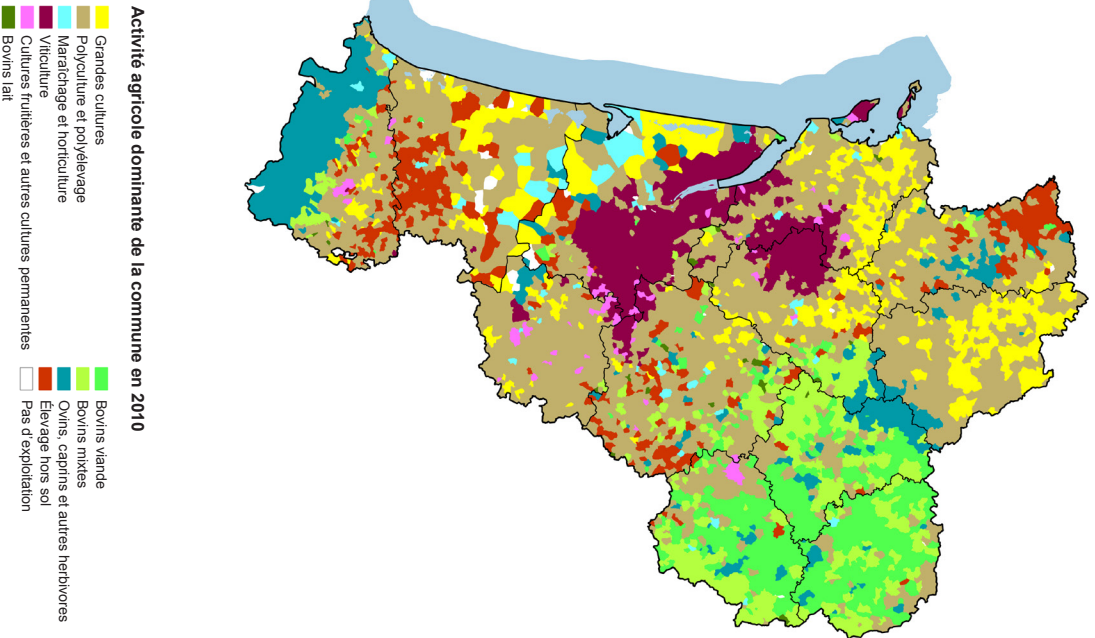 Activité agricole dominante de la commune en 2010
Grandes cultures
Polyculture et polyélevage
Maraîchage et horticulture
Viticulture
Cultures fruitières et autres cultures permanentes
Bovins lait
Bovins viande
Bovins mixtes
Ovins, caprins et autres herbivores
Élevage hors sol
Pas d'exploitation